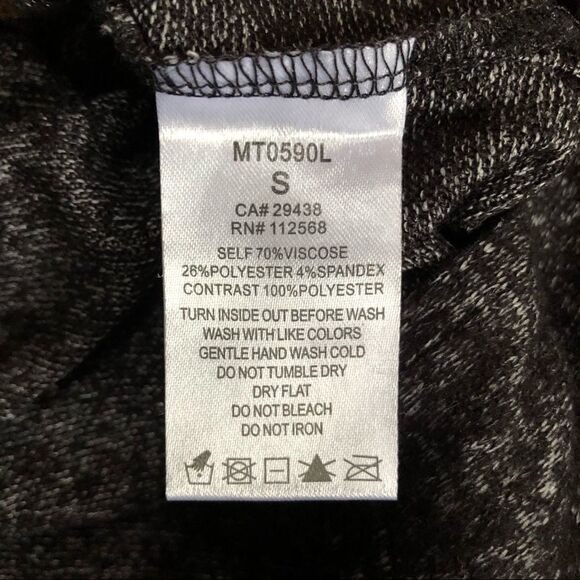 MT0590L
S
CA# 29438
RN# 112568
SELF 70%VISCOSE
26%POLYESTER 4%SPANDEX
CONTRAST 100%POLYESTER
TURN INSIDE OUT BEFORE WASH
WASH WITH LIKE COLORS
GENTLE HAND WASH COLD
DO NOT TUMBLE DRY
DRY FLAT
DO NOT BLEACH
DO NOT IRON